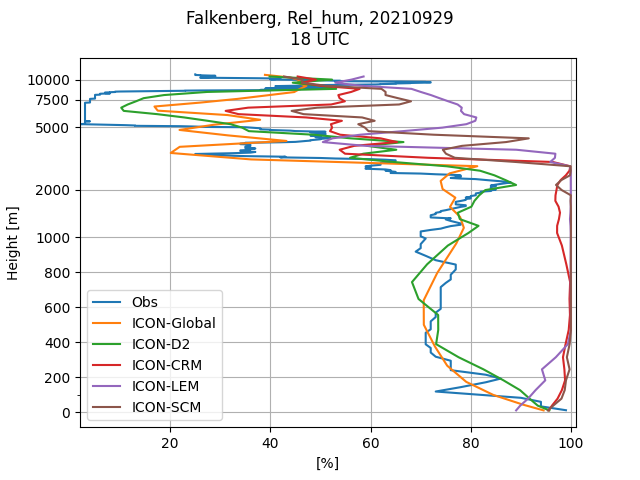 Falkenberg, Rel_hum, 20210929
18 UTC
Height [m]
10000
7500
5000
2000
1000
800
600
400
200
0
Obs
ICON-Global
ICON-D2
ICON-CRM
ICON-LEM
ICON-SCM
20 40 60 80 100
[%]